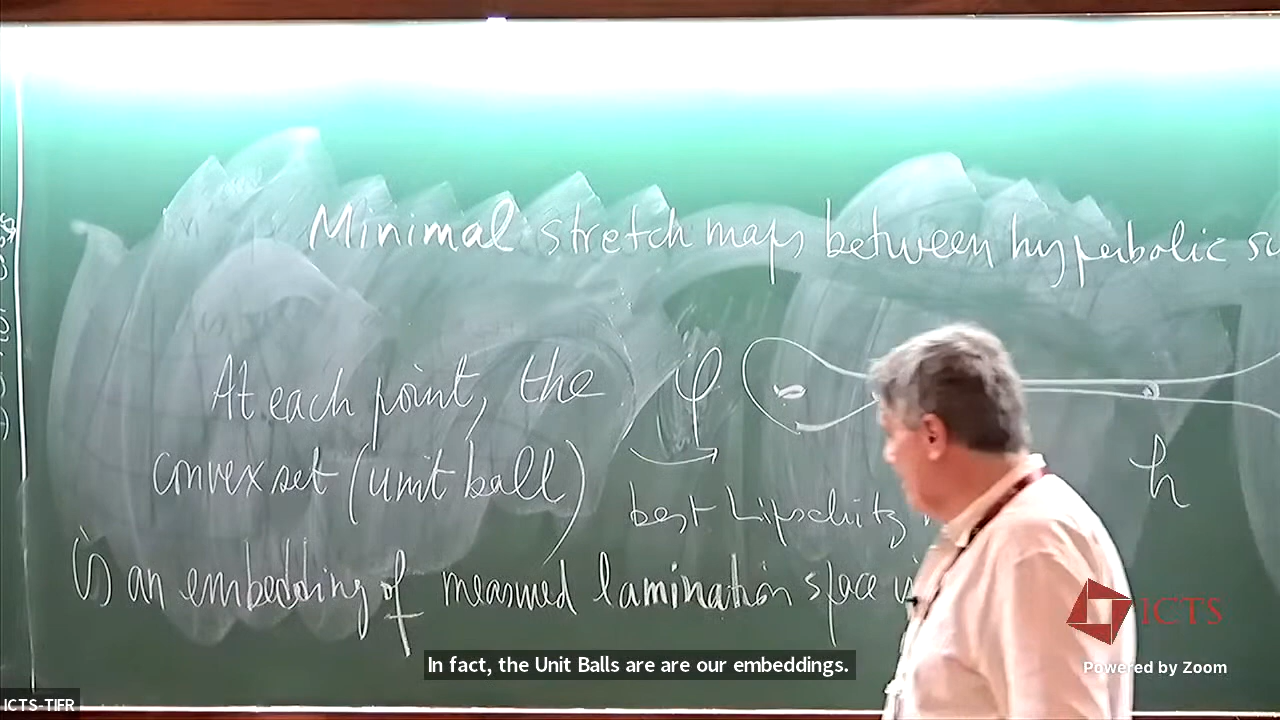 Minimal stretch maps between hyperbolic su
At each point, the
φ
convex set (unit ball)
h
best Lipschitz
is an embedding of measured lamination space i
In fact, the Unit Balls are are our embeddings.
ICTS
Powered by Zoom
ICTS-TIFR